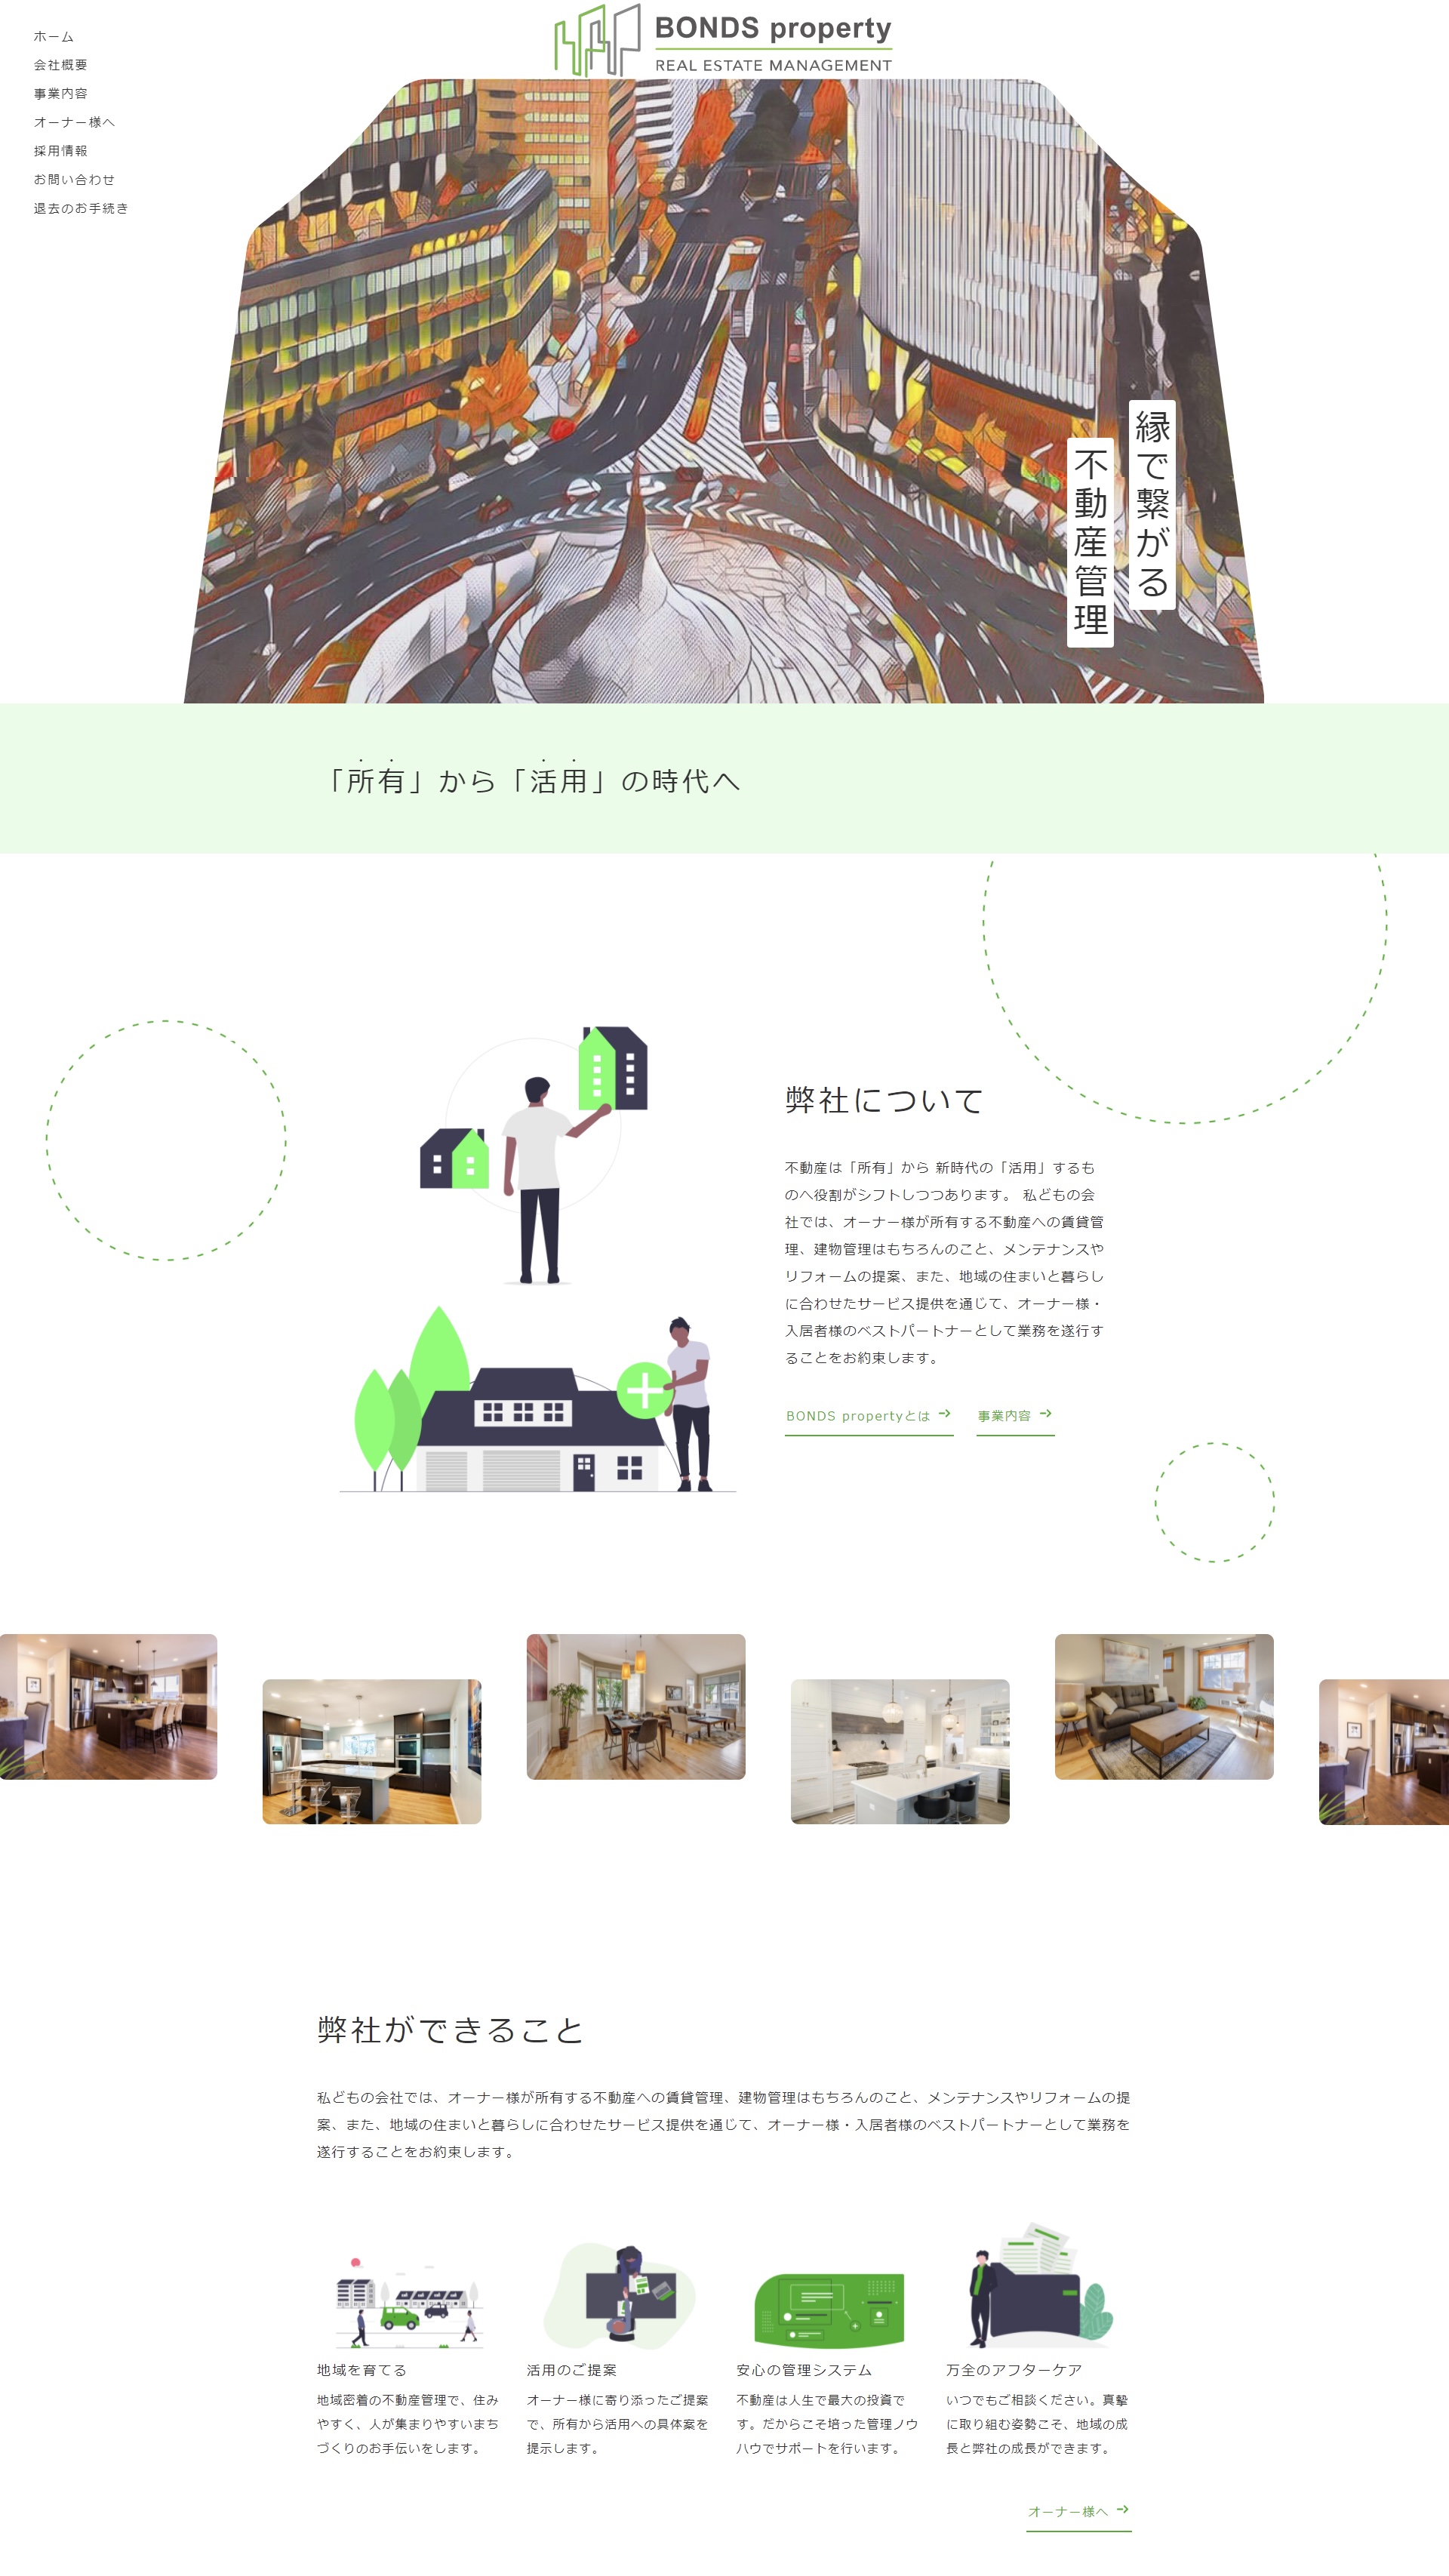 BONDS property
REAL ESTATE MANAGEMENT
ホーム
会社概要
事業内容
オーナー様へ
採用情報
お問い合わせ
退去のお手続き
縁で繋がる
不動産管理
「所有」から「活用」の時代へ
弊社について
不動産は「所有」から 新時代の「活用」するも
のへ役割がシフトしつつあります。 私どもの会
社では、オーナー様が所有する不動産への賃貸管
理、建物管理はもちろんのこと、メンテナンスや
リフォームの提案、また、地域の住まいと暮らし
に合わせたサービス提供を通じて、オーナー様・
入居者様のベストパートナーとして業務を遂行す
ることをお約束します。
BONDS propertyとは
事業内容
弊社ができること
私どもの会社では、オーナー様が所有する不動産への賃貸管理、建物管理はもちろんのこと、メンテナンスやリフォームの提
案、また、地域の住まいと暮らしに合わせたサービス提供を通じて、オーナー様・入居者様のベストパートナーとして業務を
遂行することをお約束します。
地域を育てる
地域密着の不動産管理で、住み
やすく、人が集まりやすいまち
づくりのお手伝いをします。
活用のご提案
オーナー様に寄り添ったご提案
で、所有から活用への具体案を
提示します。
安心の管理システム
不動産は人生で最大の投資で
す。だからこそ培った管理ノウ
ハウでサポートを行います。
万全のアフターケア
いつでもご相談ください。真摯
に取り組む姿勢こそ、地域の成
長と弊社の成長ができます。
オーナー様へ